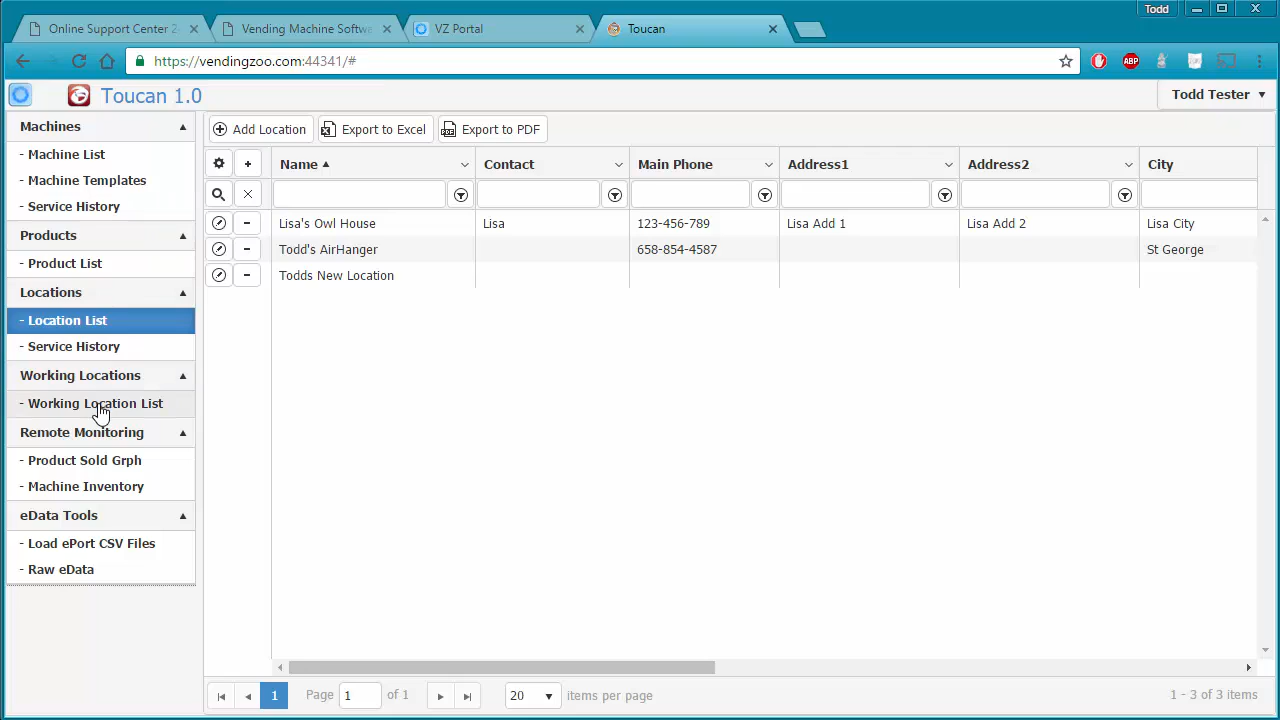 Todd
Online Support Center 2-
Vending Machine Softwe
VZ Portal
Toucan
https://vendingzoo.com:44341/#
ABP
Toucan 1.0
Todd Tester
Machines
- Machine List
- Machine Templates
- Service History
Products
- Product List
Locations
- Location List
- Service History
Working Locations
- Working Location List
Remote Monitoring
- Product Sold Grph
- Machine Inventory
eData Tools
- Load ePort CSV Files
- Raw eData
Add Location Export to Excel Export to PDF
Name Contact Main Phone Address1 Address2 City
Lisa's Owl House Lisa 123-456-789 Lisa Add 1 Lisa Add 2 Lisa City
Todd's AirHanger 658-854-4587 St George
Todds New Location
1 Page 1 of 1 20 items per page 1 - 3 of 3 items